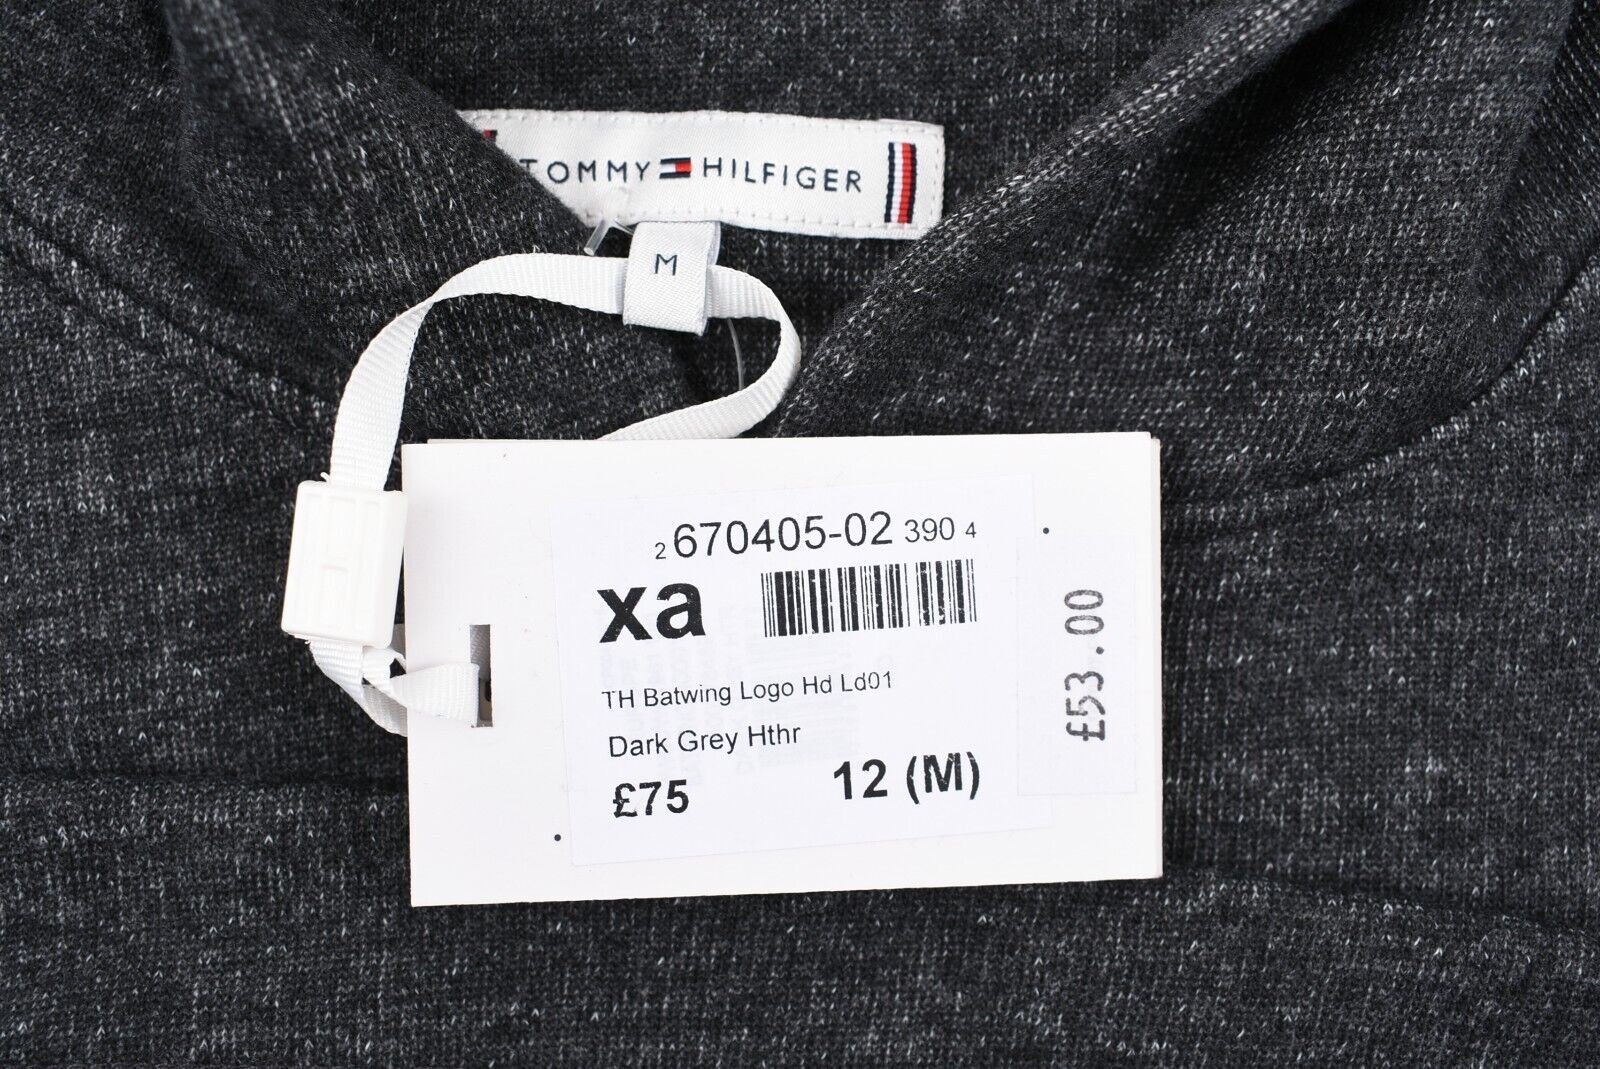 TOMMY HILFIGER
M
2 670405-02 390 4
xa
TH Batwing Logo Hd Ld01
Dark Grey Hthr
£75 12 (M)
£53.00